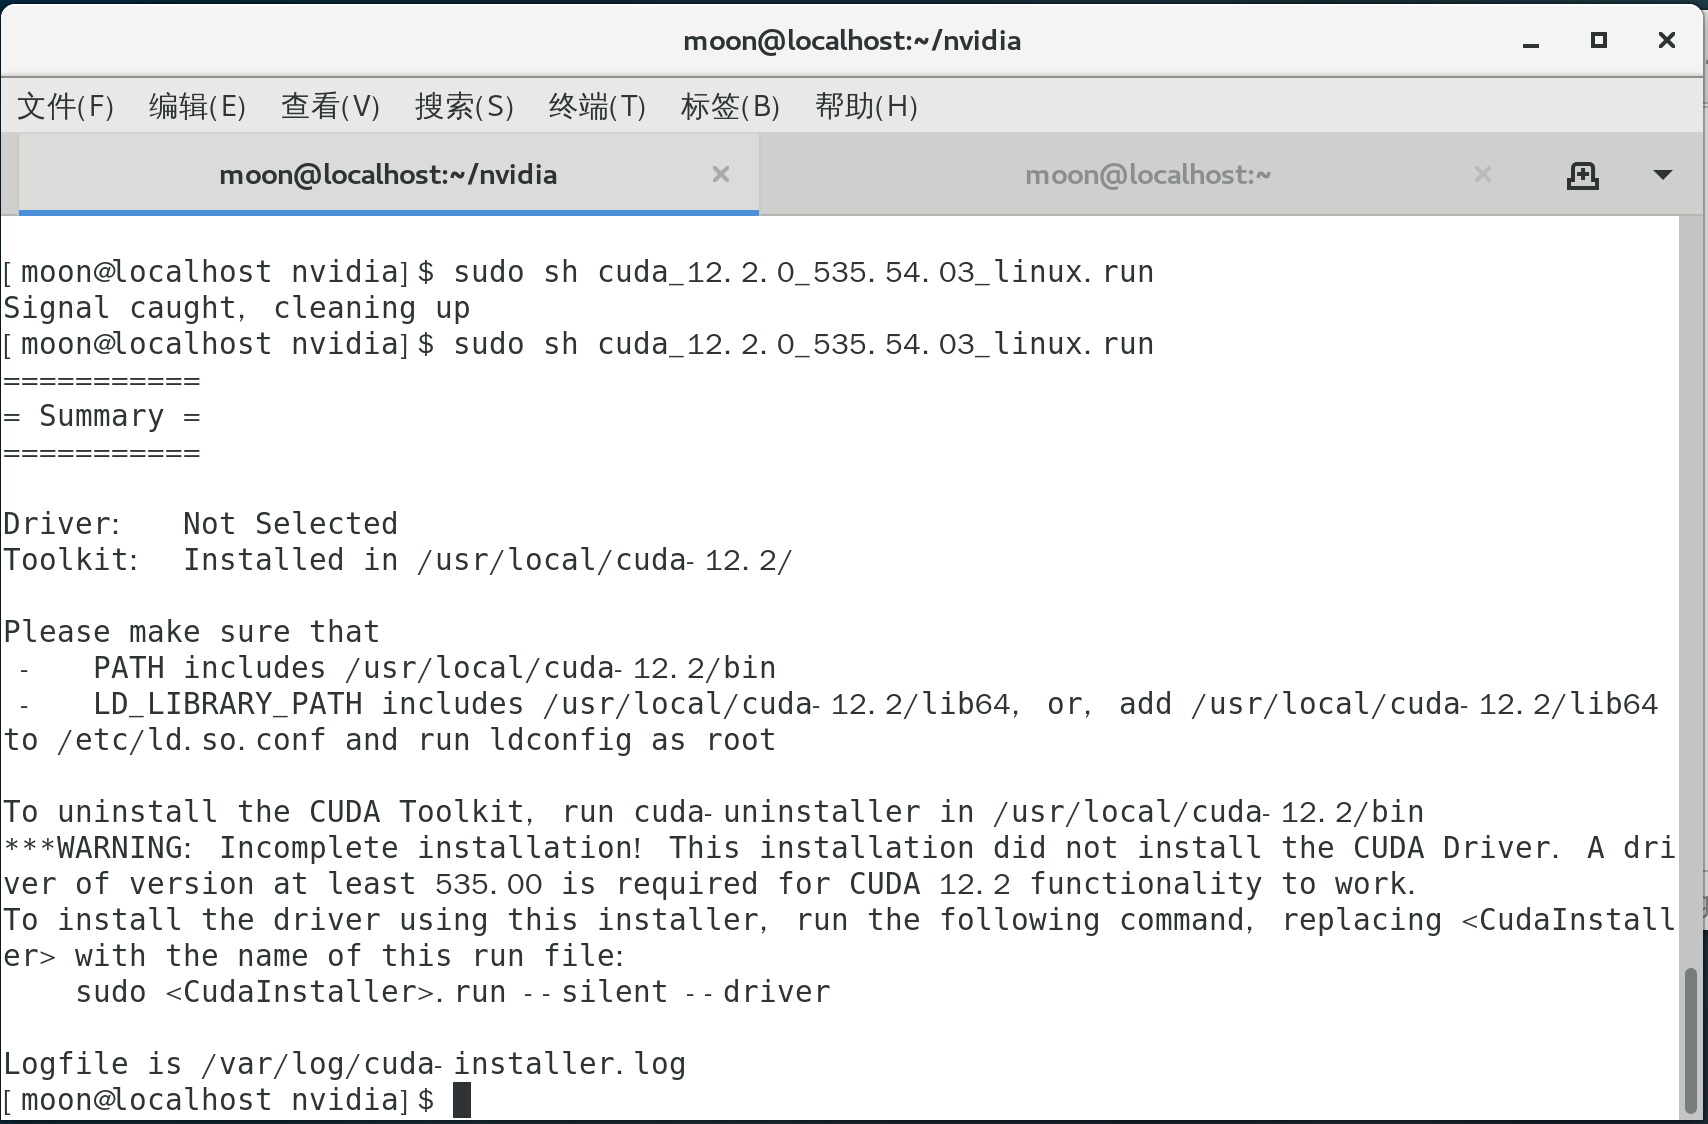 moon@localhost:~/nvidia
文件(F) 编辑(E) 查看(V) 搜索(S) 终端(T) 标签(B) 帮助(H)
moon@localhost:~/nvidia moon@localhost:~
[moon@localhost nvidia]$ sudo sh cuda_12.2.0_535.54.03_linux.run
Signal caught, cleaning up
[moon@localhost nvidia]$ sudo sh cuda_12.2.0_535.54.03_linux.run
===========
= Summary =
===========
Driver:   Not Selected
Toolkit:  Installed in /usr/local/cuda-12.2/
Please make sure that
 -   PATH includes /usr/local/cuda-12.2/bin
 -   LD_LIBRARY_PATH includes /usr/local/cuda-12.2/lib64, or, add /usr/local/cuda-12.2/lib64
to /etc/ld.so.conf and run ldconfig as root
To uninstall the CUDA Toolkit, run cuda-uninstaller in /usr/local/cuda-12.2/bin
***WARNING: Incomplete installation! This installation did not install the CUDA Driver. A dri
ver of version at least 535.00 is required for CUDA 12.2 functionality to work.
To install the driver using this installer, run the following command, replacing <CudaInstall
er> with the name of this run file:
    sudo <CudaInstaller>.run --silent --driver
Logfile is /var/log/cuda-installer.log
[moon@localhost nvidia]$